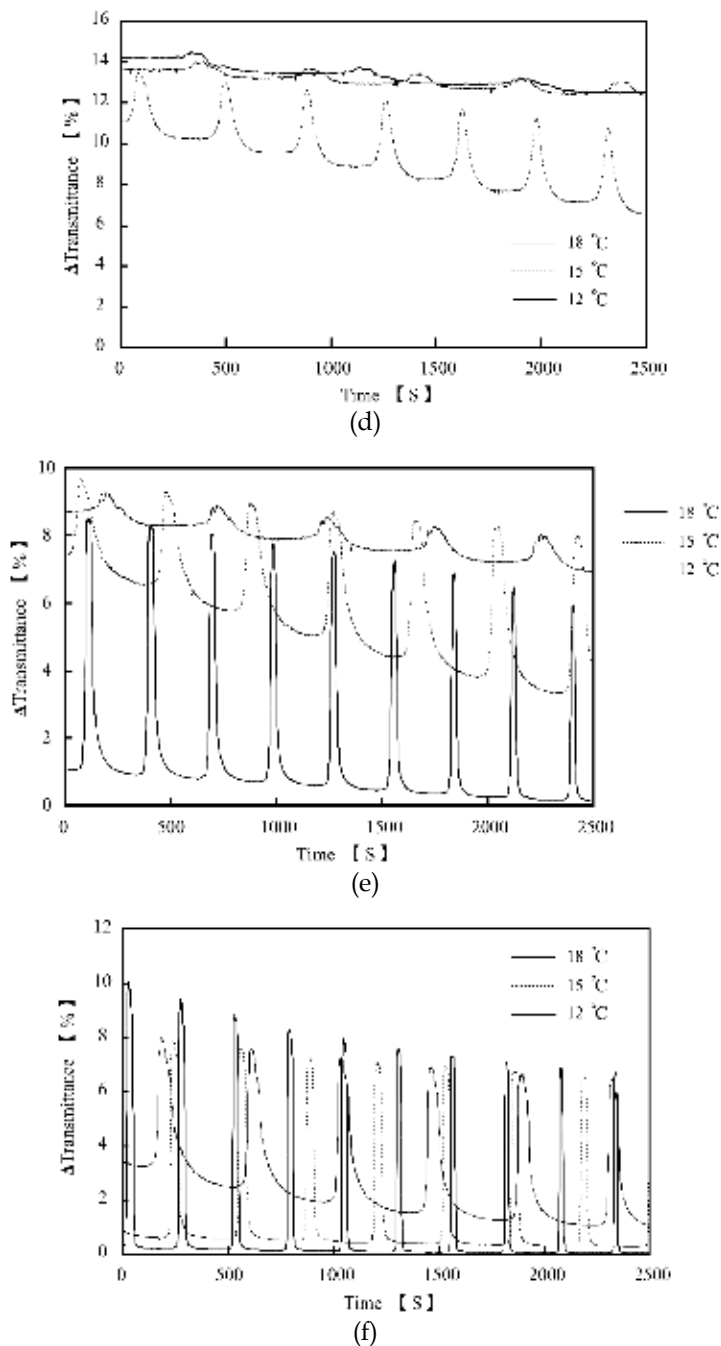 16
14
12
10
8
6
4
2
0
ΔTransmittance 【 % 】
18 °C
15 °C
12 °C
0 500 1000 1500 2000 2500
Time 【 S 】
(d)
10
8
6
4
2
0
ΔTransmittance 【 % 】
18 °C
15 °C
12 °C
0 500 1000 1500 2000 2500
Time 【 S 】
(e)
12
10
8
6
4
2
0
ΔTransmittance 【 % 】
18 °C
15 °C
12 °C
0 500 1000 1500 2000 2500
Time 【 S 】
(f)